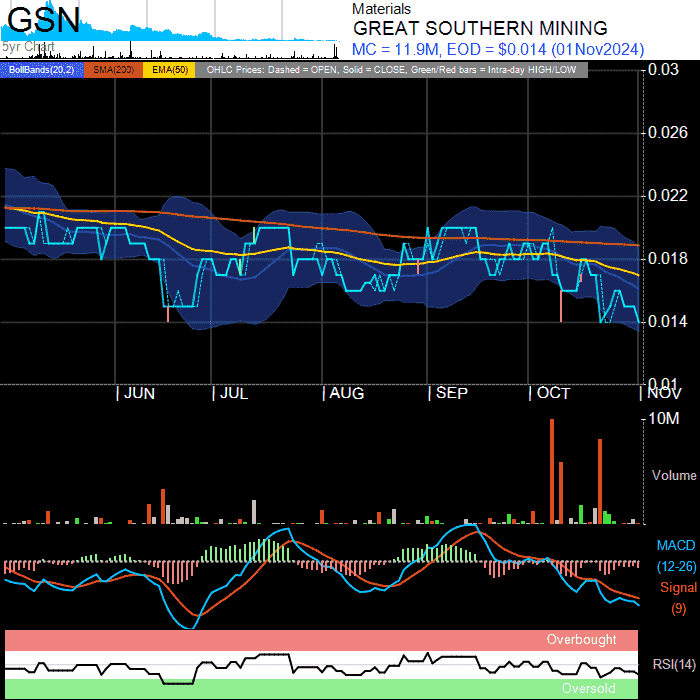 GSN
5yr Chart
Materials
GREAT SOUTHERN MINING
MC = 11.9M, EOD = $0.014 (01Nov2024)
BollBands(20,2) SMA(200) EMA(50) OHLC Prices: Dashed = OPEN, Solid = CLOSE, Green/Red bars = Intra-day HIGH/LOW
0.03
0.026
0.022
0.018
0.014
0.01
JUN JUL AUG SEP OCT NOV
10M
Volume
MACD
(12-26)
Signal
(9)
Overbought
RSI(14)
Oversold